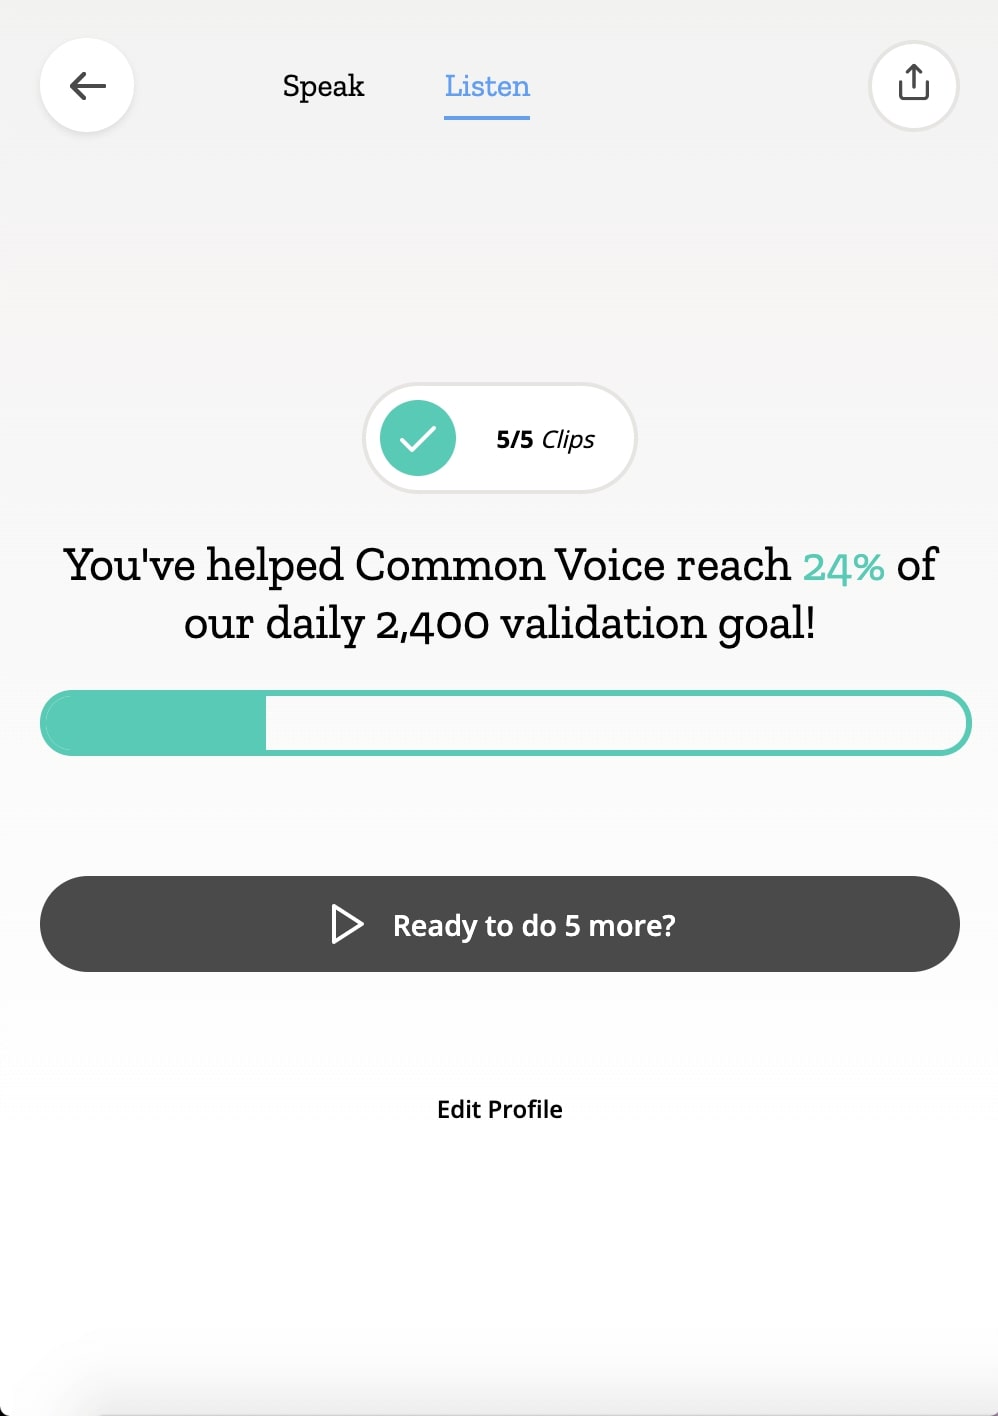 Speak
Listen
5/5 Clips
You've helped Common Voice reach 24% of
our daily 2,400 validation goal!
Ready to do 5 more?
Edit Profile